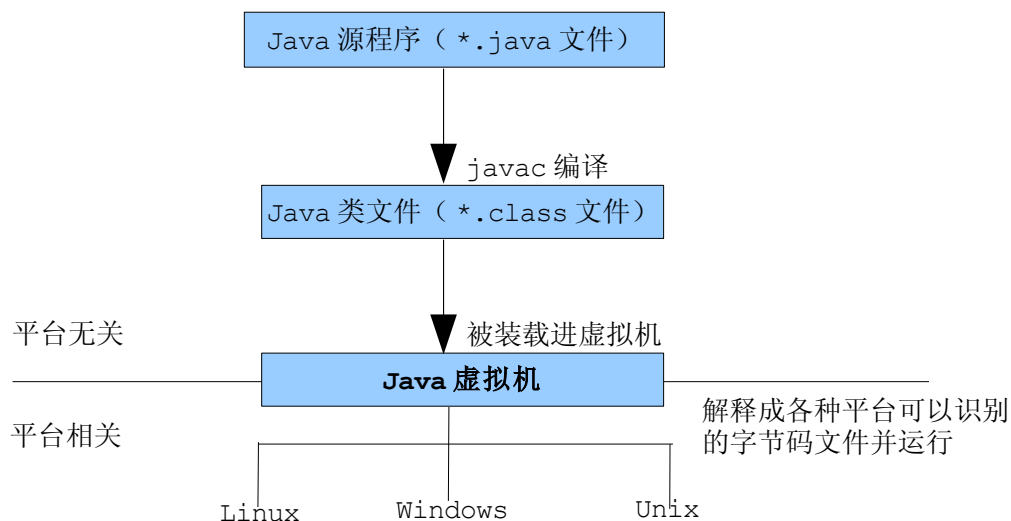 Java 源程序（ *.java 文件）
javac 编译
Java 类文件（ *.class 文件）
平台无关
被装载进虚拟机
Java 虚拟机
平台相关
解释成各种平台可以识别
的字节码文件并运行
Linux
Windows
Unix